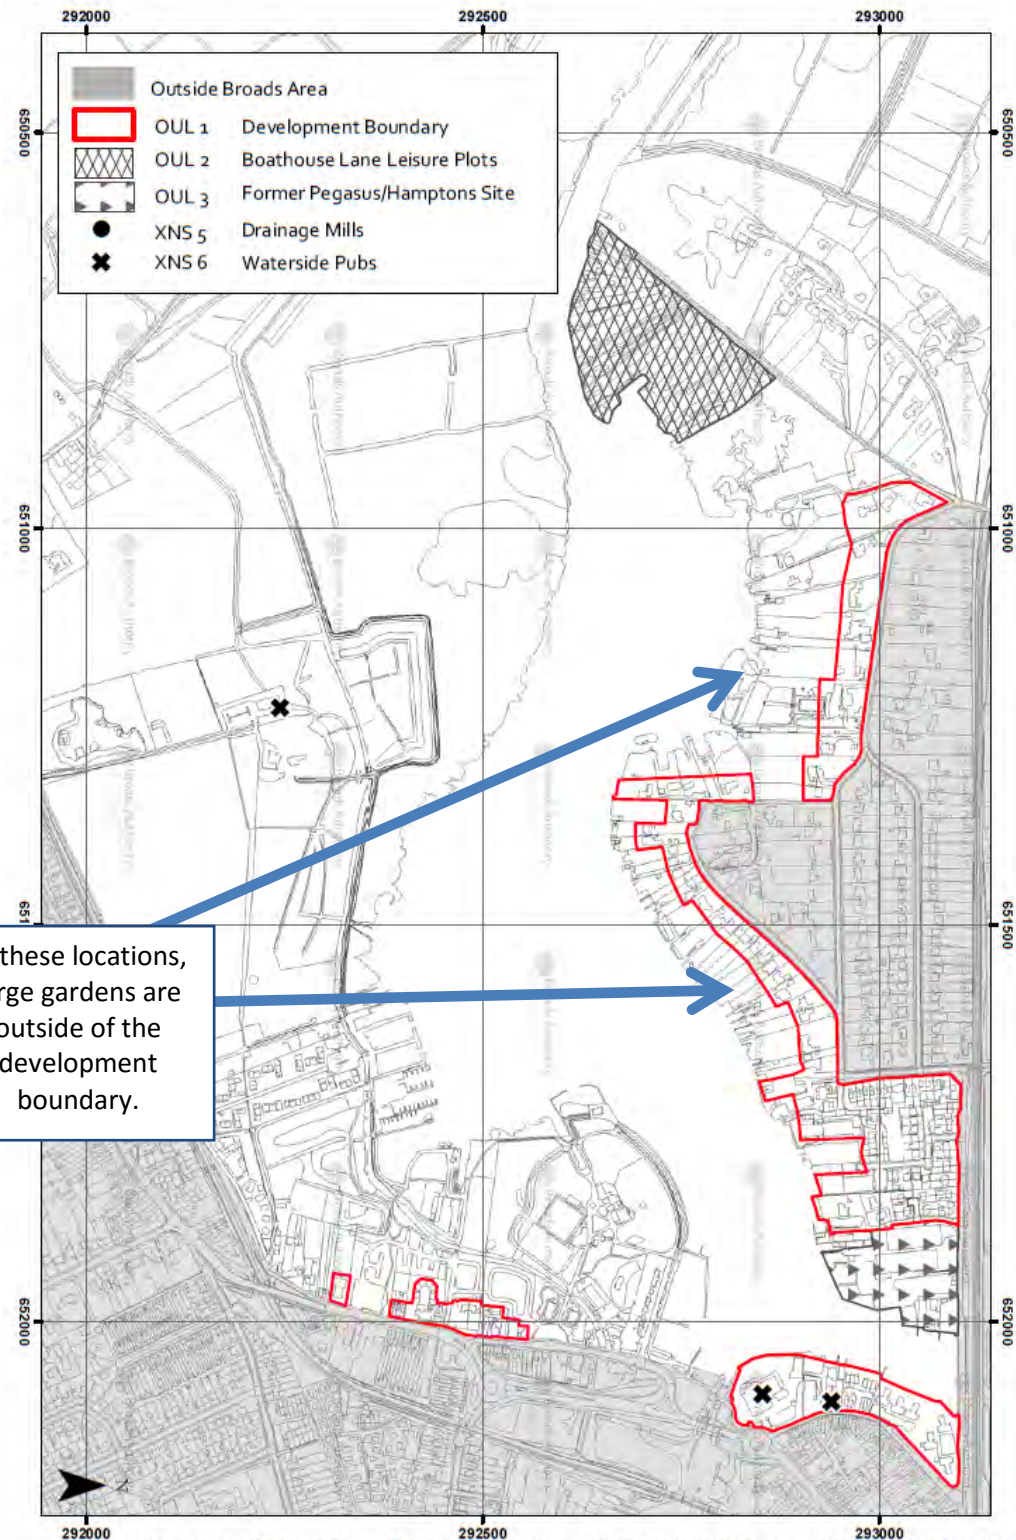 292000
292500
293000
Outside Broads Area
OUL 1 Development Boundary
OUL 2 Boathouse Lane Leisure Plots
OUL 3 Former Pegasus/Hamptons Site
XNS 5 Drainage Mills
XNS 6 Waterside Pubs
650500
650500
651000
651000
651
651500
these locations,
rge gardens are
outside of the
development
boundary.
652000
652000
N
292000
292500
293000